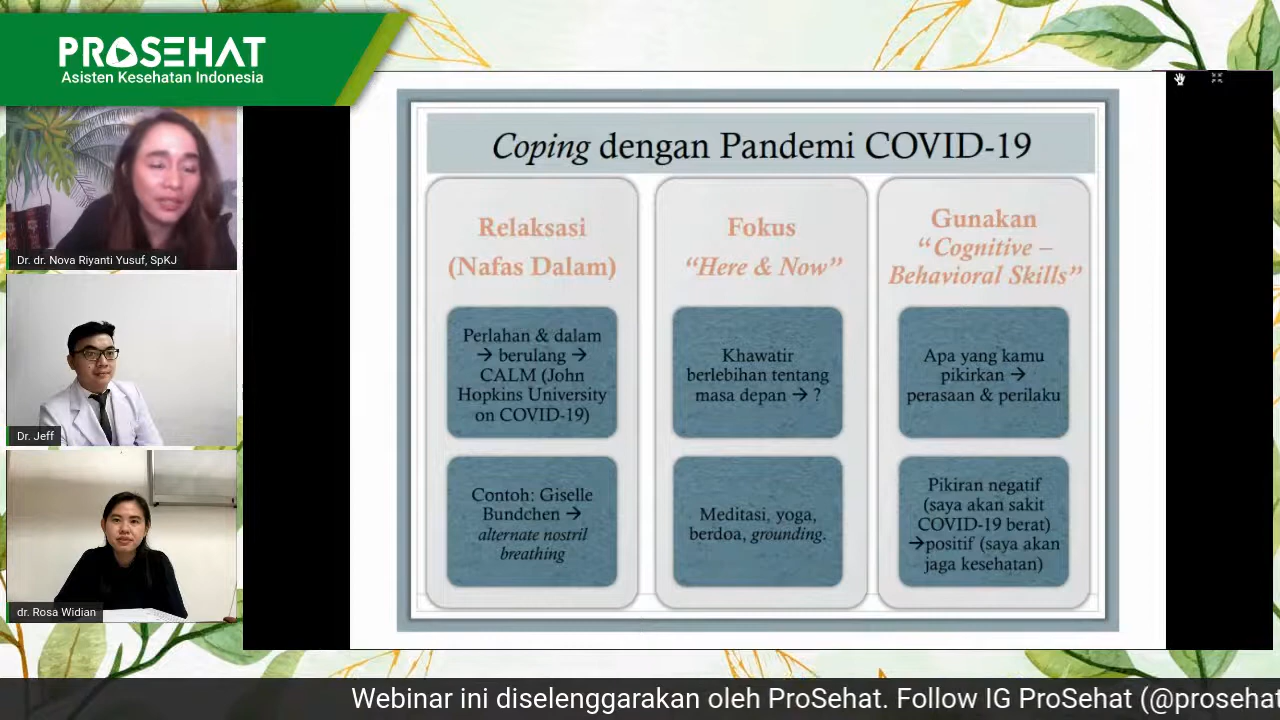 PROSEHAT
Asisten Kesehatan Indonesia
Dr. dr. Nova Riyanti Yusuf, SpKJ
Dr. Jeff
dr. Rosa Widian
Coping dengan Pandemi COVID-19
Relaksasi
(Nafas Dalam)
Perlahan & dalam
→ berulang →
CALM (John
Hopkins University
on COVID-19)
Contoh: Giselle
Bundchen →
alternate nostril
breathing
Fokus
“Here & Now”
Khawatir
berlebihan tentang
masa depan → ?
Meditasi, yoga,
berdoa, grounding.
Gunakan
“Cognitive –
Behavioral Skills”
Apa yang kamu
pikirkan →
perasaan & perilaku
Pikiran negatif
(saya akan sakit
COVID-19 berat)
→positif (saya akan
jaga kesehatan)
Webinar ini diselenggarakan oleh ProSehat. Follow IG ProSehat (@prosehat